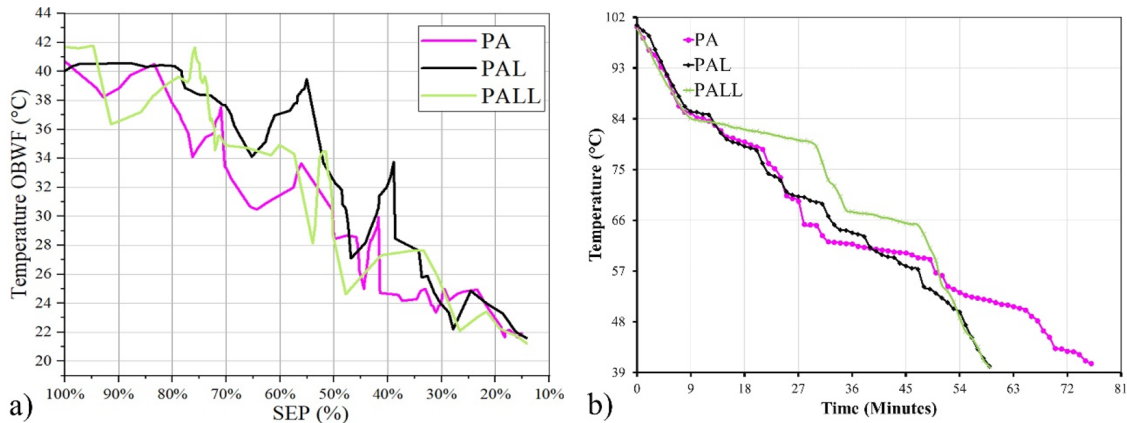 a)
Temperature OBWF (°C)
44
42
40
38
36
34
32
30
28
26
24
22
20
PA
PAL
PALL
100% 90% 80% 70% 60% 50% 40% 30% 20% 10%
SEP (%)
b)
Temperature (°C)
102
93
84
75
66
57
48
39
PA
PAL
PALL
0 9 18 27 36 45 54 63 72 81
Time (Minutes)